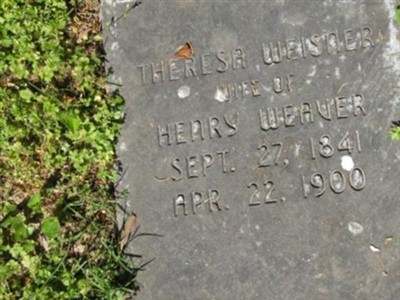 THERESA WEISNER
WIFE OF
HENRY WEAVER
SEPT. 27, 1841
APR. 22, 1900